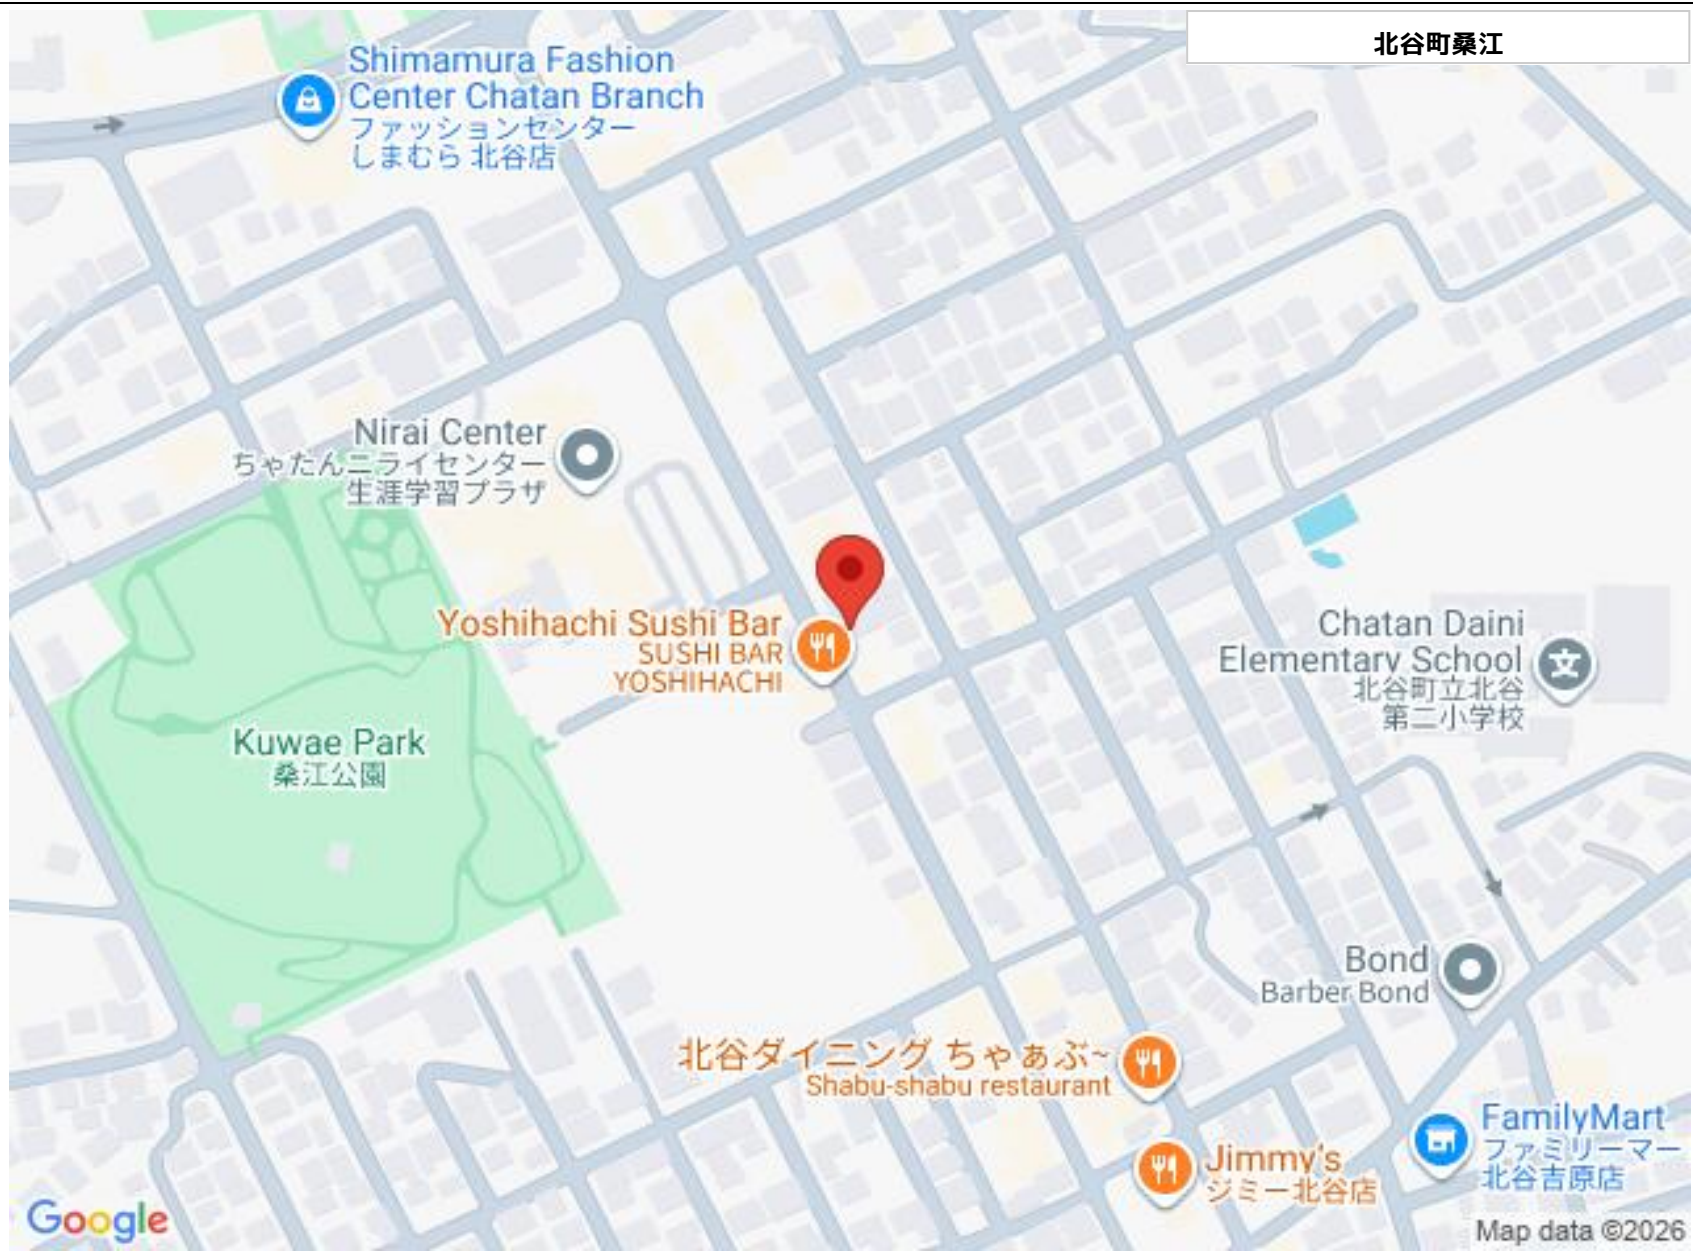 北谷町桑江
Shimamura Fashion
Center Chatan Branch
ファッションセンター
しまむら 北谷店
Nirai Center
ちゃたんニライセンター
生涯学習プラザ
Yoshihachi Sushi Bar
SUSHI BAR
YOSHIHACHI
Chatan Daini
Elementary School
北谷町立北谷
第二小学校
Kuwae Park
桑江公園
Bond
Barber Bond
北谷ダイニング ちゃぁぶ~
Shabu-shabu restaurant
FamilyMart
ファミリーマー
北谷吉原店
Jimmy's
ジミー北谷店
Google
Map data ©2026